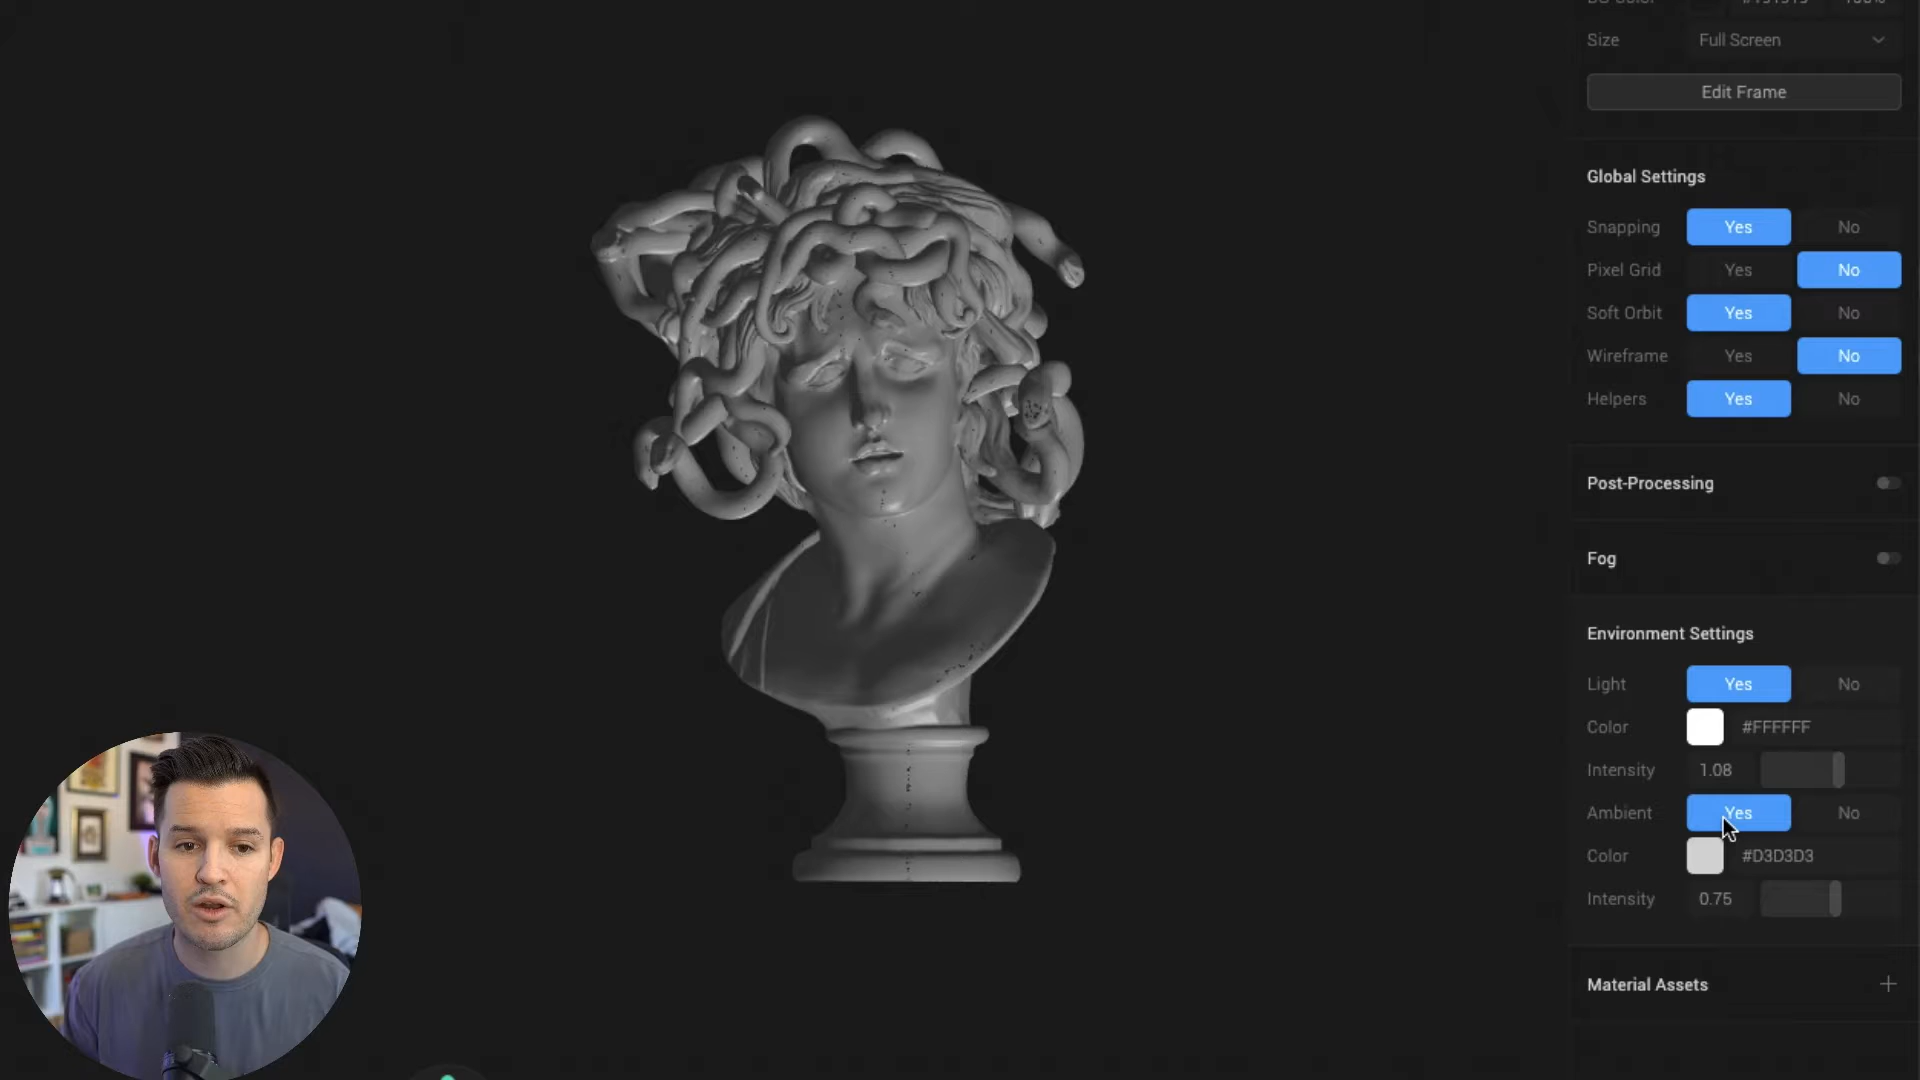 Size Full Screen
Edit Frame
Global Settings
Snapping Yes No
Pixel Grid Yes No
Soft Orbit Yes No
Wireframe Yes No
Helpers Yes No
Post-Processing
Fog
Environment Settings
Light Yes No
Color #FFFFFF
Intensity 1.08
Ambient Yes No
Color #D3D3D3
Intensity 0.75
Material Assets